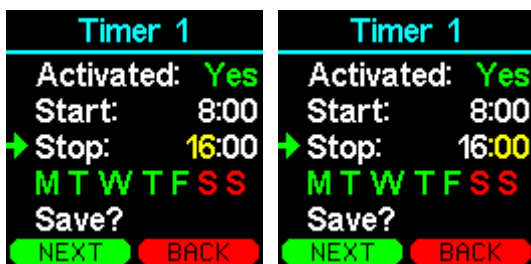 Timer 1
Activated: Yes
Start: 8:00
Stop: 16:00
M T W T F S S
Save?
NEXT BACK
Timer 1
Activated: Yes
Start: 8:00
Stop: 16:00
M T W T F S S
Save?
NEXT BACK